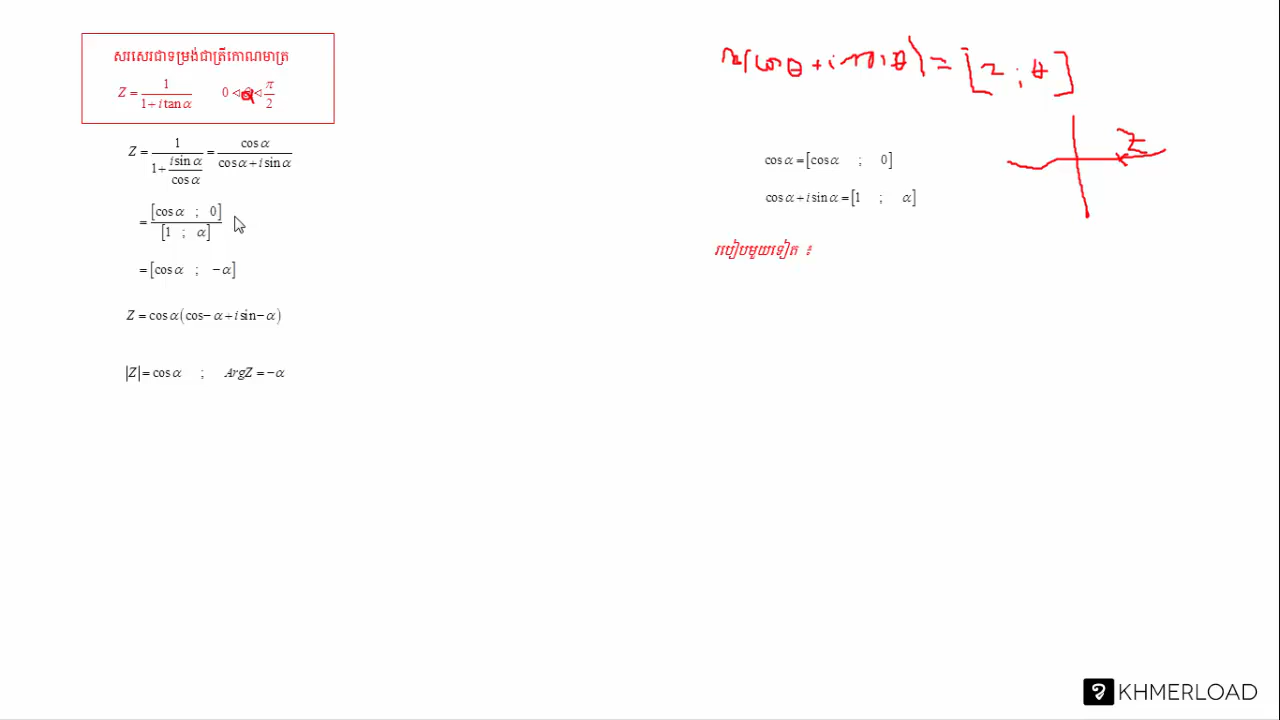 សរសេរជាទម្រង់ជាត្រីកោណមាត្រ
Z = 1/(1 + i tan α)    0 < α < π/2
Z = 1/(1 + i sin α/cos α) = cos α/(cos α + i sin α)
= [cos α ; 0]/[1 ; α]
= [cos α ; −α]
Z = cos α(cos − α + i sin − α)
|Z| = cos α ; ArgZ = −α
r(cos θ + i sin θ) = [r ; θ]
Z
cos α = [cos α ; 0]
cos α + i sin α = [1 ; α]
របៀបមួយទៀត ៖
KHMERLOAD